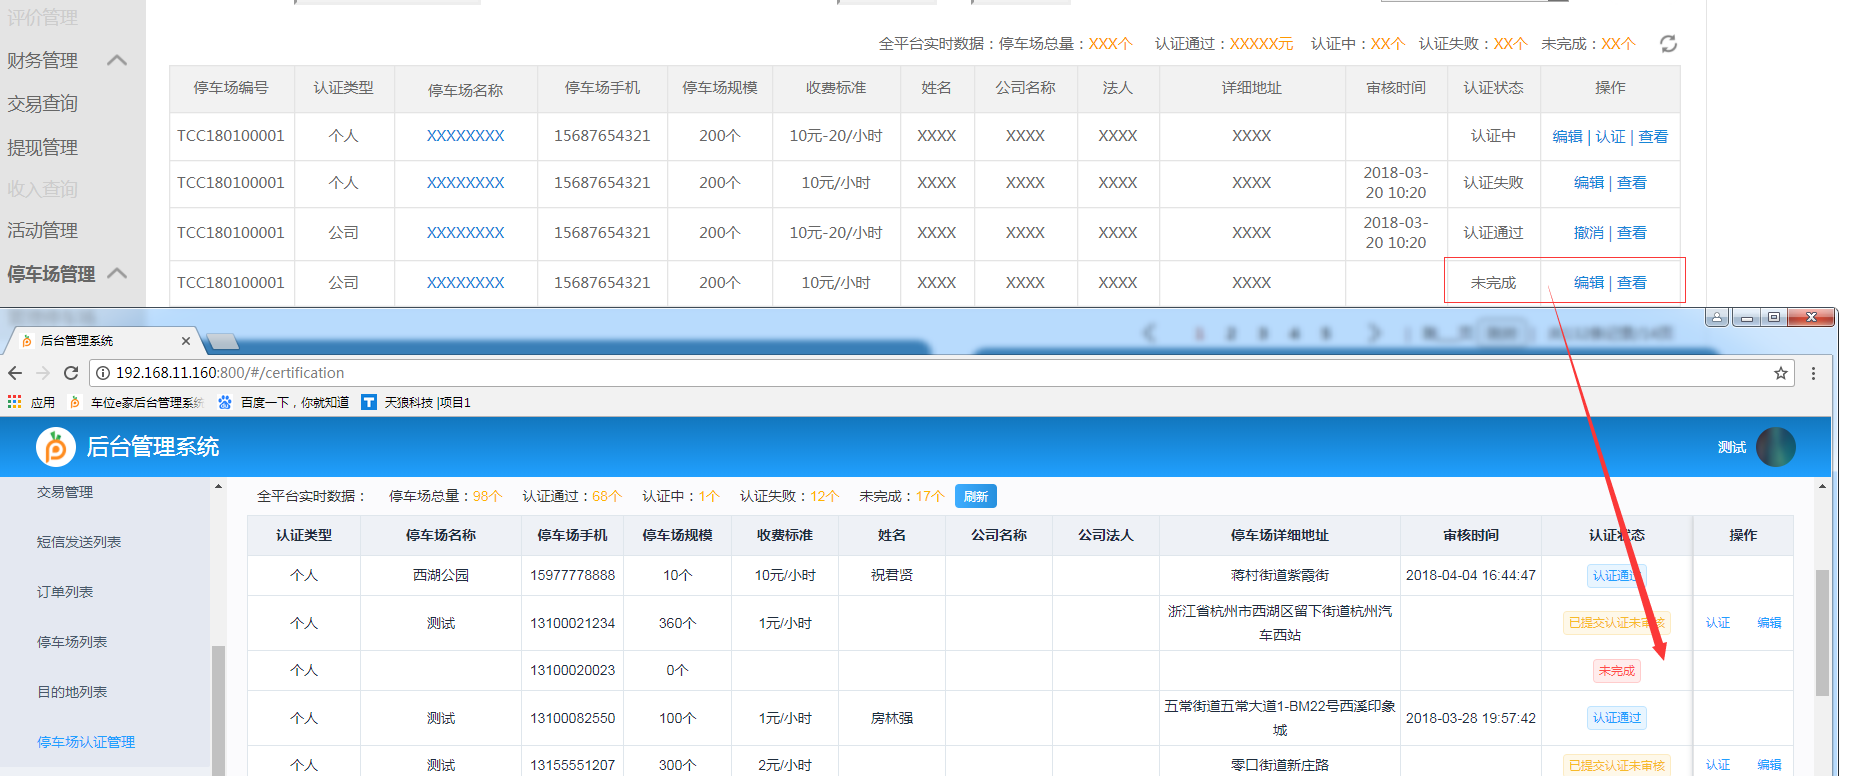 评价管理
财务管理
交易查询
提现管理
收入查询
活动管理
停车场管理
全平台实时数据：停车场总量：XXX个 认证通过：XXXXX元 认证中：XX个 认证失败：XX个 未完成：XX个
停车场编号 认证类型 停车场名称 停车场手机 停车场规模 收费标准 姓名 公司名称 法人 详细地址 审核时间 认证状态 操作
TCC180100001 个人 XXXXXXXX 15687654321 200个 10元-20/小时 XXXX XXXX XXXX XXXX 认证中 编辑 | 认证 | 查看
TCC180100001 个人 XXXXXXXX 15687654321 200个 10元/小时 XXXX XXXX XXXX XXXX 2018-03-20 10:20 认证失败 编辑 | 查看
TCC180100001 公司 XXXXXXXX 15687654321 200个 10元-20/小时 XXXX XXXX XXXX XXXX 2018-03-20 10:20 认证通过 撤消 | 查看
TCC180100001 公司 XXXXXXXX 15687654321 200个 10元/小时 XXXX XXXX XXXX XXXX 未完成 编辑 | 查看
1 2 3 4 5
后台管理系统
192.168.11.160:800/#/certification
应用 车位e家后台管理系统 百度一下，你就知道 天狼科技 |项目1
后台管理系统 测试
交易管理
短信发送列表
订单列表
停车场列表
目的地列表
停车场认证管理
全平台实时数据： 停车场总量：98个 认证通过：68个 认证中：1个 认证失败：12个 未完成：17个 刷新
认证类型 停车场名称 停车场手机 停车场规模 收费标准 姓名 公司名称 公司法人 停车场详细地址 审核时间 认证状态 操作
个人 西湖公园 15977778888 10个 10元/小时 祝君贤 蒋村街道紫霞街 2018-04-04 16:44:47 认证通过
个人 测试 13100021234 360个 1元/小时 浙江省杭州市西湖区留下街道杭州汽车西站 已提交认证未审核 认证 编辑
个人 13100020023 0个 未完成
个人 测试 13100082550 100个 1元/小时 房林强 五常街道五常大道1-BM22号西溪印象城 2018-03-28 19:57:42 认证通过
个人 测试 13155551207 300个 2元/小时 零口街道新庄路 已提交认证未审核 认证 编辑